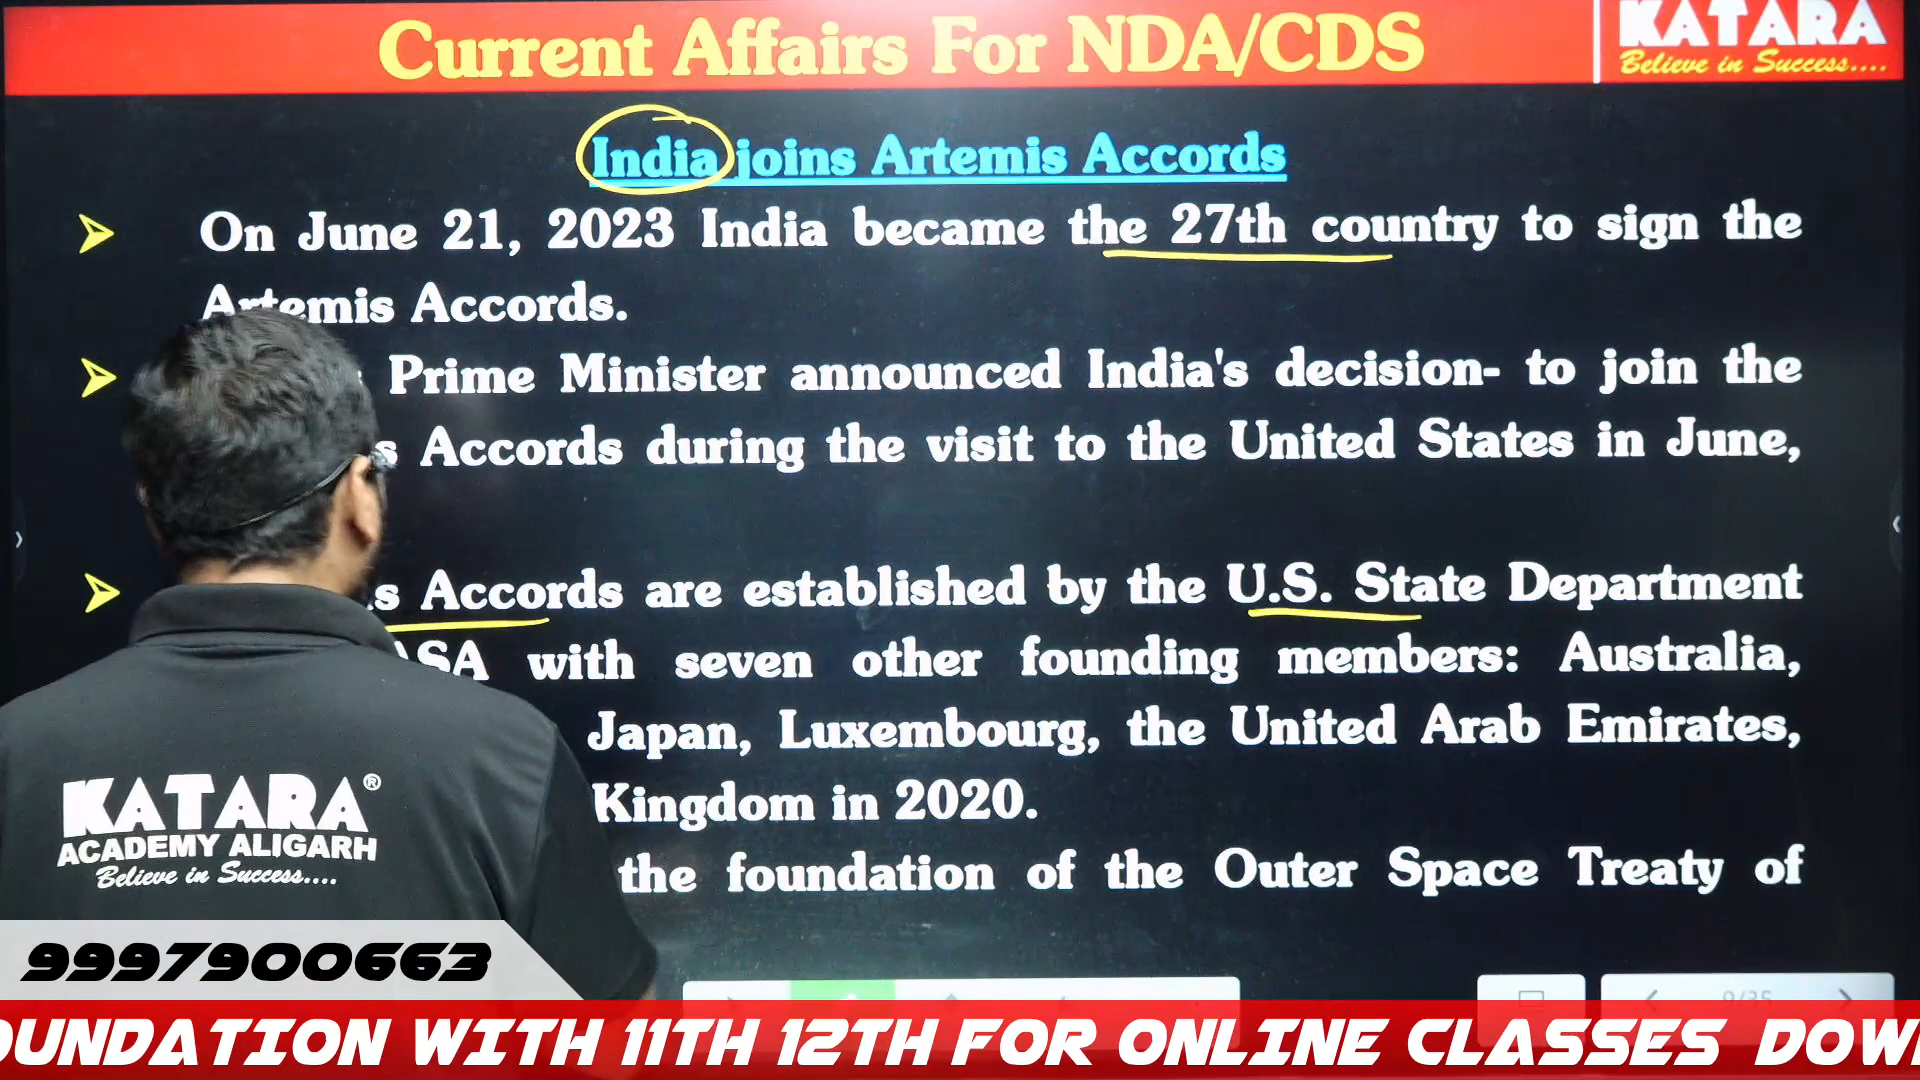 Current Affairs For NDA/CDS
KATARA
Believe in Success....
India joins Artemis Accords
On June 21, 2023 India became the 27th country to sign the
Artemis Accords.
Prime Minister announced India's decision- to join the
Accords during the visit to the United States in June,
Accords are established by the U.S. State Department
with seven other founding members: Australia,
Japan, Luxembourg, the United Arab Emirates,
Kingdom in 2020.
the foundation of the Outer Space Treaty of
KATARA®
ACADEMY ALIGARH
Believe in Success....
9997900663
9/35
OUNDATION WITH 11TH 12TH FOR ONLINE CLASSES DOW